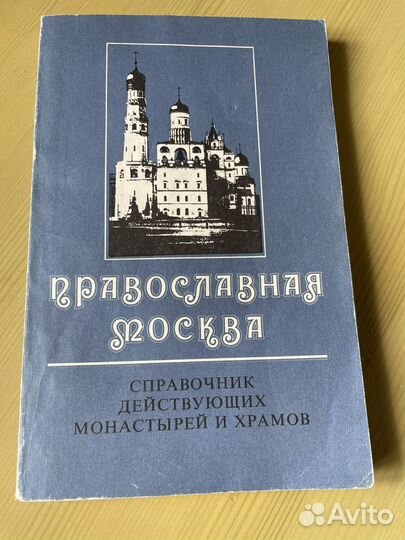 ПРАВОСЛАВНАЯ
МОСКВА
СПРАВОЧНИК
ДЕЙСТВУЮЩИХ
МОНАСТЫРЕЙ И ХРАМОВ
Avito